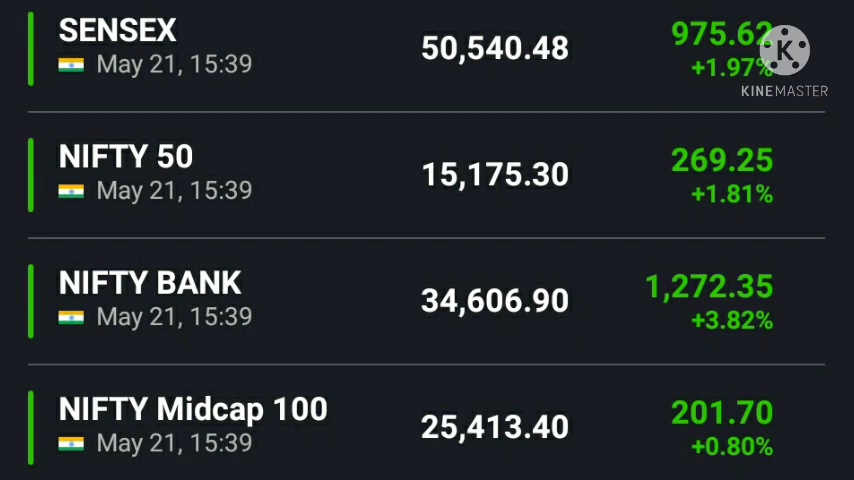 SENSEX
50,540.48
975.62
May 21, 15:39
+1.97%
K
KINEMASTER
NIFTY 50
15,175.30
269.25
May 21, 15:39
+1.81%
NIFTY BANK
34,606.90
1,272.35
May 21, 15:39
+3.82%
NIFTY Midcap 100
25,413.40
201.70
May 21, 15:39
+0.80%